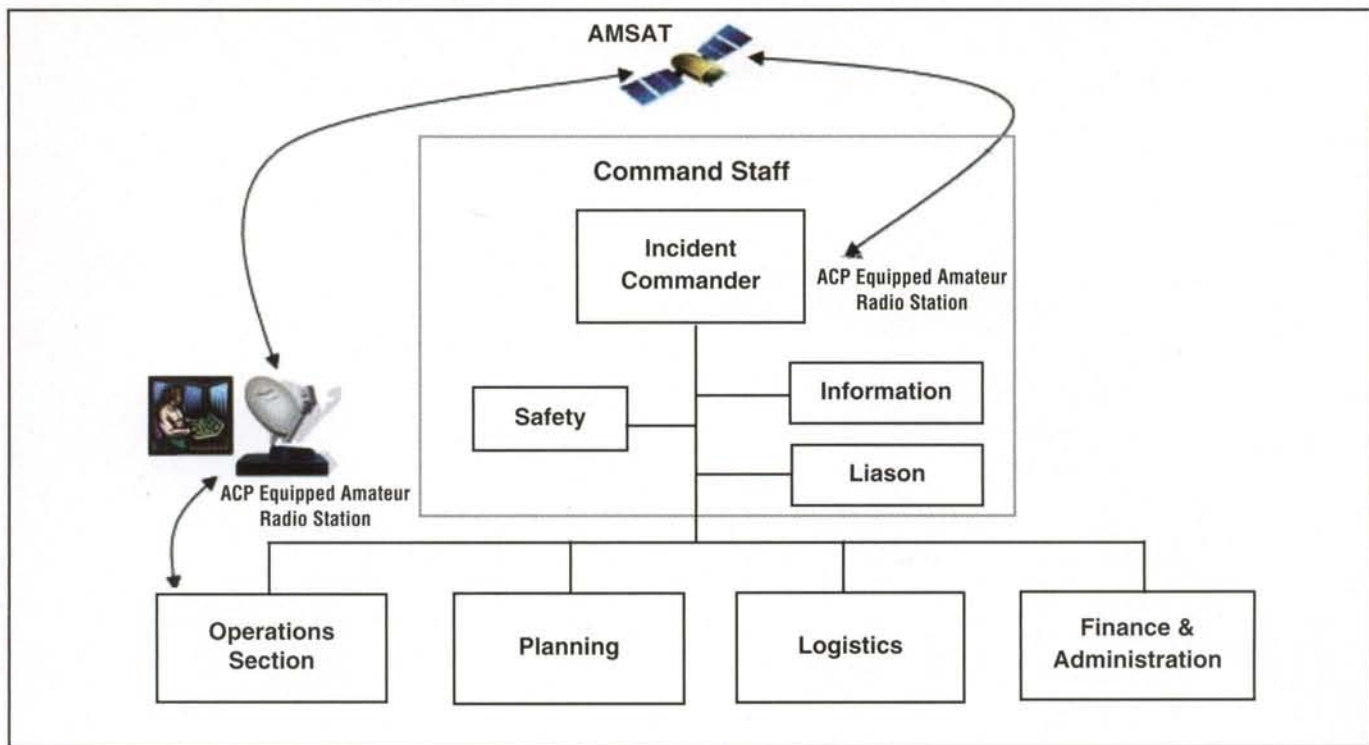 AMSAT
Command Staff
Incident
Commander
ACP Equipped Amateur
Radio Station
Information
Safety
Liason
ACP Equipped Amateur
Radio Station
Operations
Section
Planning
Logistics
Finance &
Administration